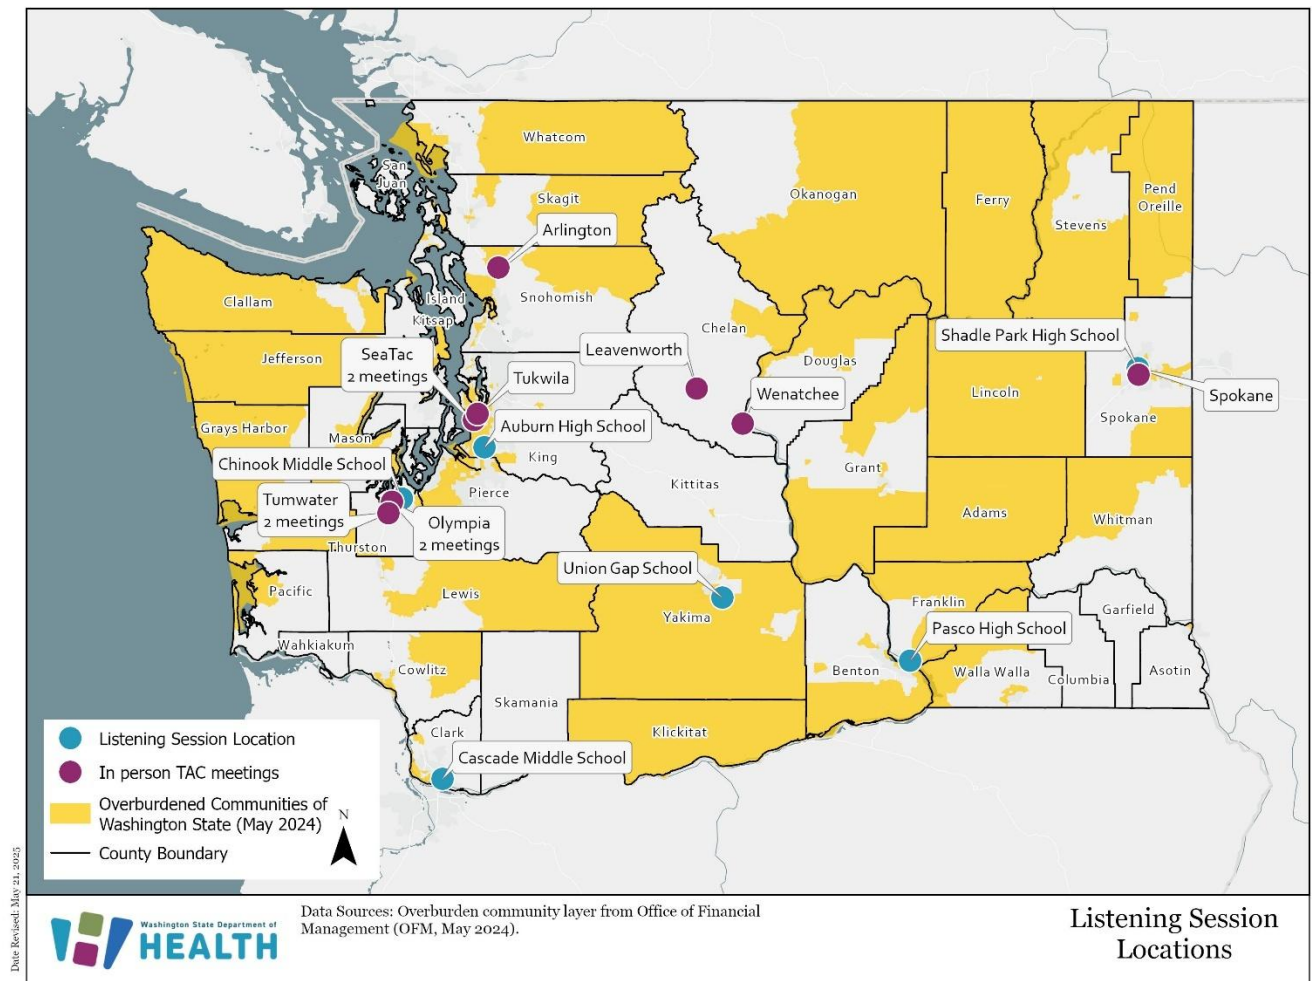 Whatcom
San
Juan
Skagit
Okanogan
Ferry
Stevens
Pend
Oreille
Arlington
Clallam
Island
Kitsap
Snohomish
Chelan
Douglas
Shadle Park High School
Jefferson
SeaTac
2 meetings
Leavenworth
Tukwila
Wenatchee
Lincoln
Spokane
Spokane
Grays Harbor
Mason
Auburn High School
King
Chinook Middle School
Grant
Kittitas
Pierce
Tumwater
2 meetings
Olympia
2 meetings
Adams
Whitman
Thurston
Union Gap School
Pacific
Lewis
Yakima
Franklin
Garfield
Pasco High School
Wahkiakum
Cowlitz
Benton
Walla Walla
Columbia
Asotin
Skamania
Clark
Klickitat
Cascade Middle School
Listening Session Location
In person TAC meetings
Overburdened Communities of
Washington State (May 2024)
County Boundary
N
Date Revised: May 21, 2025
Washington State Department of
HEALTH
Data Sources: Overburden community layer from Office of Financial
Management (OFM, May 2024).
Listening Session
Locations